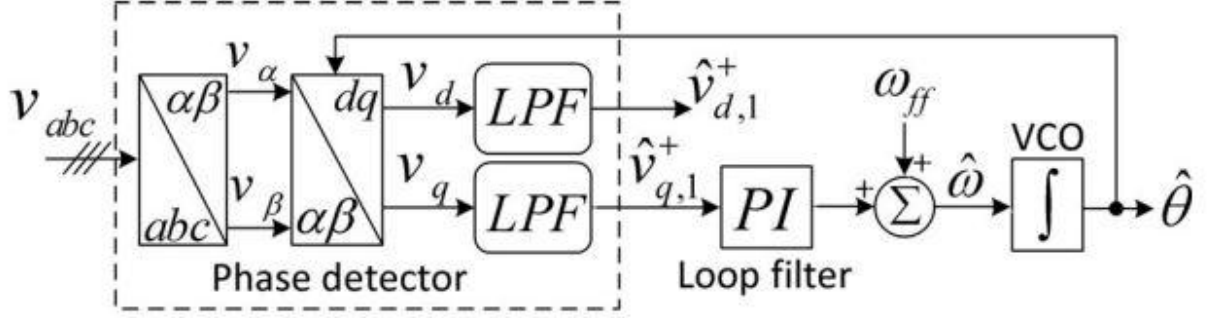 v_abc
αβ
abc
v_α
v_β
dq
αβ
v_d
v_q
LPF
LPF
v̂⁺_d,1
v̂⁺_q,1
Phase detector
PI
Loop filter
ω_ff
+
+
Σ
ω̂
VCO
∫
θ̂